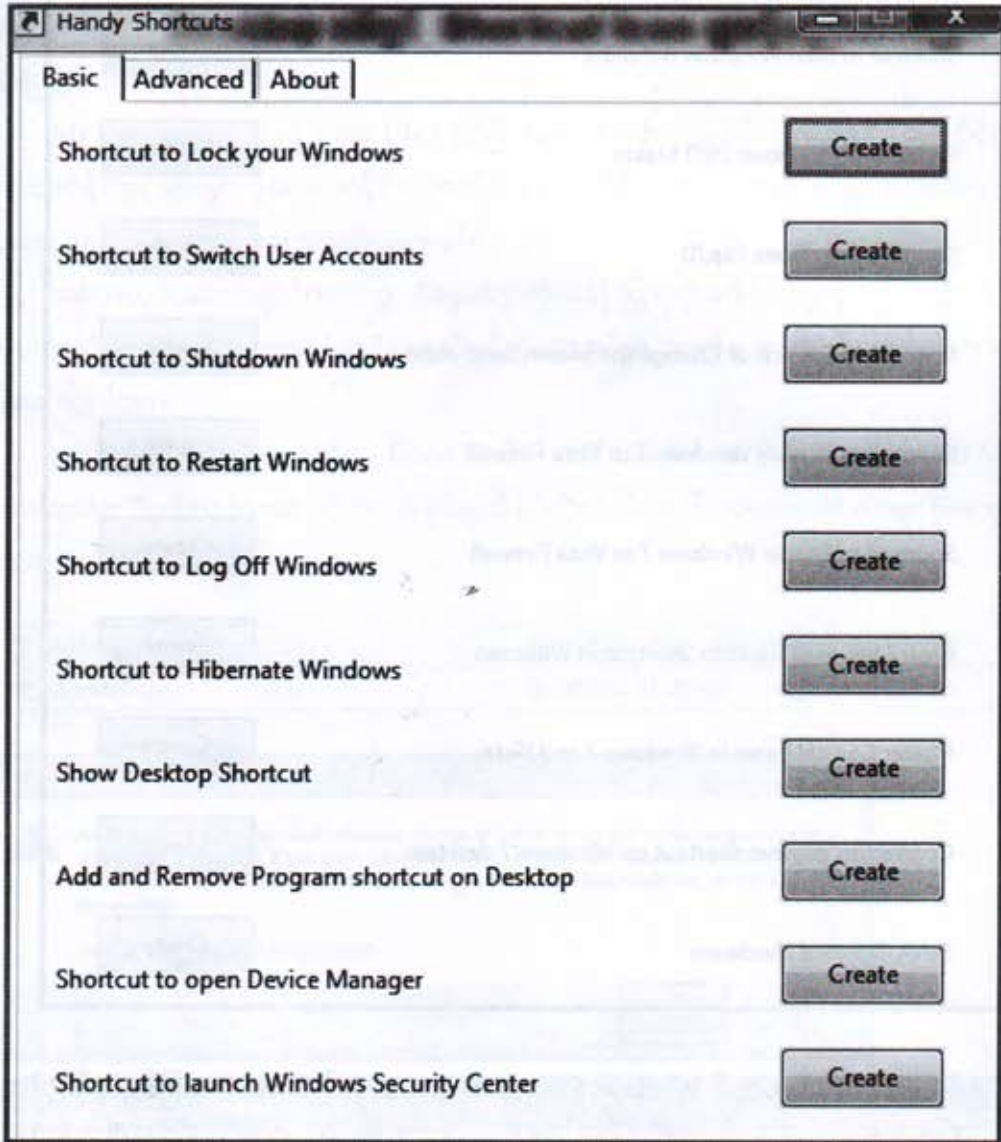 Handy Shortcuts
Basic Advanced About
Shortcut to Lock your Windows Create
Shortcut to Switch User Accounts Create
Shortcut to Shutdown Windows Create
Shortcut to Restart Windows Create
Shortcut to Log Off Windows Create
Shortcut to Hibernate Windows Create
Show Desktop Shortcut Create
Add and Remove Program shortcut on Desktop Create
Shortcut to open Device Manager Create
Shortcut to launch Windows Security Center Create